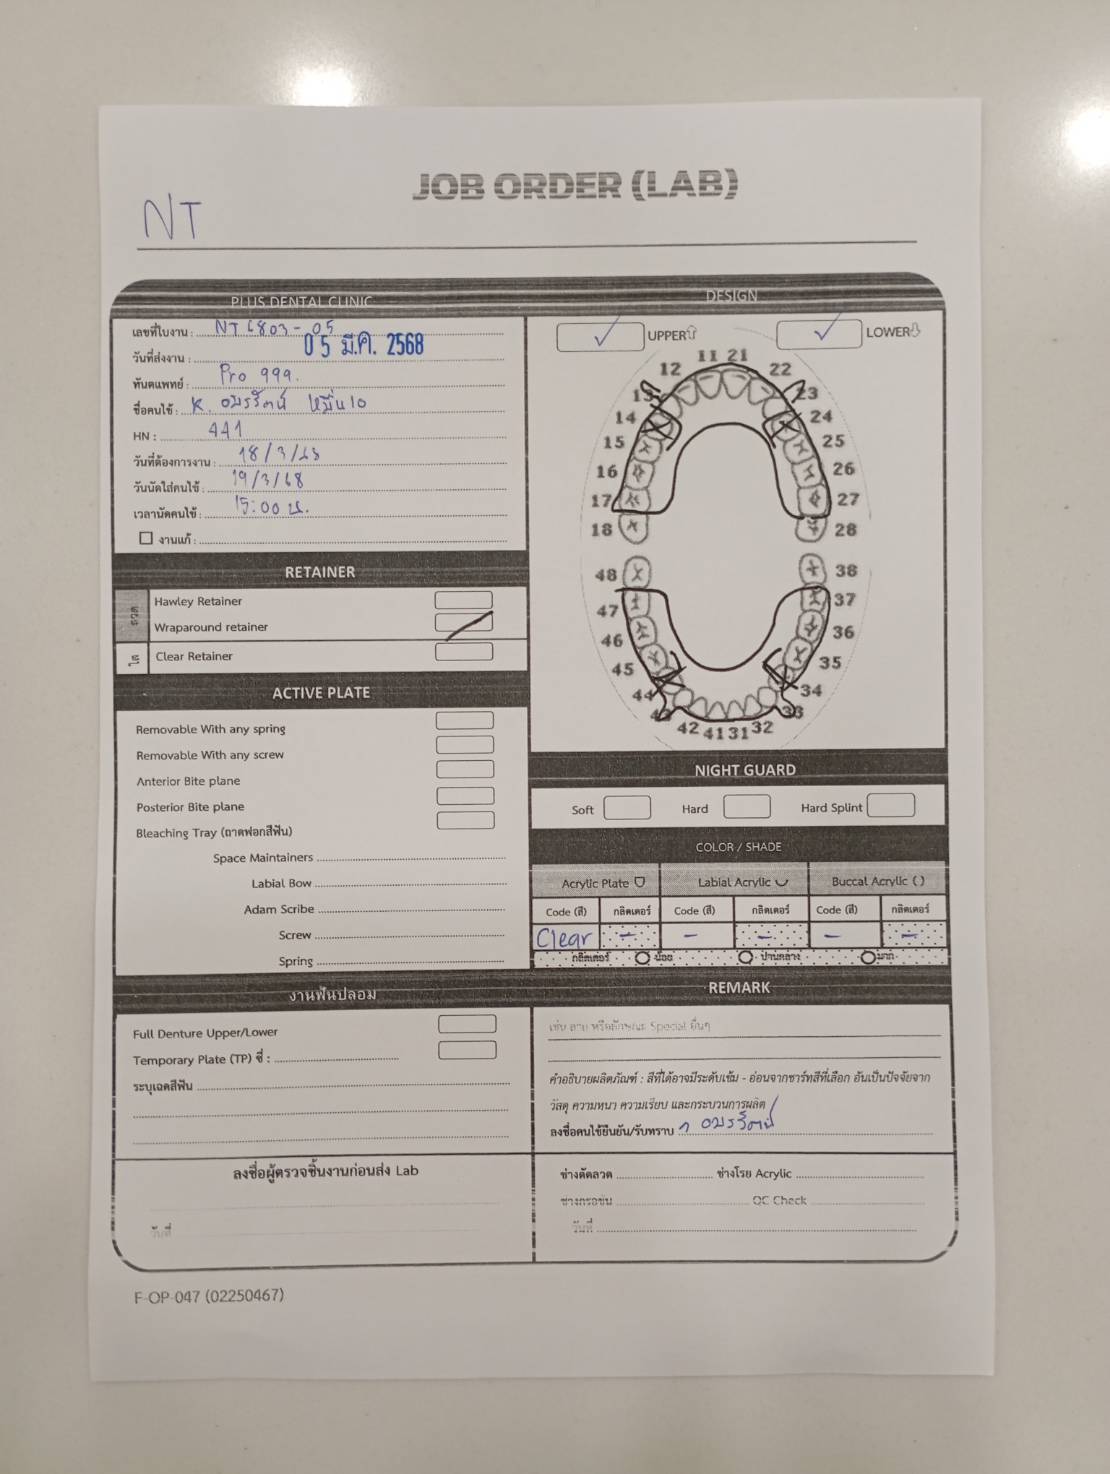 JOB ORDER (LAB)
NT
PLUS DENTAL CLINIC
เลขที่ใบงาน : NT 6803-05
วันที่ส่งงาน : 05 มี.ค. 2568
ทันตแพทย์ : Pro 999.
ชื่อคนไข้ : K. อมรรัตน์
HN : 441
วันที่ต้องการงาน : 18/3/68
วันนัดใส่คนไข้ : 19/3/68
เวลานัดคนไข้ : 15:00 น.
งานแก้ :
DESIGN
UPPER⇧ LOWER⇩
11 21
12 22
13 23
14 24
15 25
16 26
17 27
18 28
48 38
47 37
46 36
45 35
44 34
43 33
42 41 31 32
RETAINER
ลวด
Hawley Retainer
Wraparound retainer
ใส
Clear Retainer
ACTIVE PLATE
Removable With any spring
Removable With any screw
Anterior Bite plane
Posterior Bite plane
Bleaching Tray (ถาดฟอกสีฟัน)
Space Maintainers
Labial Bow
Adam Scribe
Screw
Spring
NIGHT GUARD
Soft Hard Hard Splint
COLOR / SHADE
Acrylic Plate Labial Acrylic Buccal Acrylic ( )
Code (สี) กลิตเตอร์ Code (สี) กลิตเตอร์ Code (สี) กลิตเตอร์
Clear – – – – –
กลิตเตอร์ น้อย ปานกลาง มาก
งานฟันปลอม
Full Denture Upper/Lower
Temporary Plate (TP) ซี่ :
ระบุเฉดสีฟัน
REMARK
เช่น ลาย หรือลักษณะ Special อื่นๆ
คำอธิบายผลิตภัณฑ์ : สีที่ได้อาจมีระดับเข้ม - อ่อนจากชาร์ทสีที่เลือก อันเป็นปัจจัยจาก
วัสดุ ความหนา ความเรียบ และกระบวนการผลิต
ลงชื่อคนไข้ยืนยัน/รับทราบ อมรรัตน์
ลงชื่อผู้ตรวจชิ้นงานก่อนส่ง Lab
วันที่
ช่างดัดลวด ช่างโรย Acrylic
ช่างกรอขัด QC Check
วันที่
F-OP-047 (02250467)